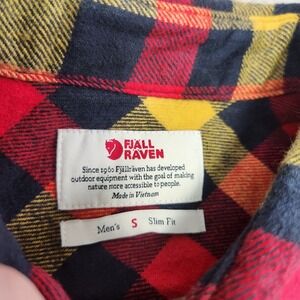 FJÄLL
RÄVEN
Since 1960 Fjällräven has developed
outdoor equipment with the goal of making
nature more accessible to people.
Made in Vietnam
Men's S Slim Fit